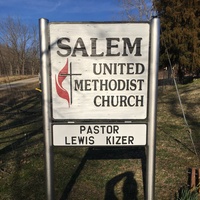 SALEM
UNITED
METHODIST
CHURCH
PASTOR
LEWIS KIZER